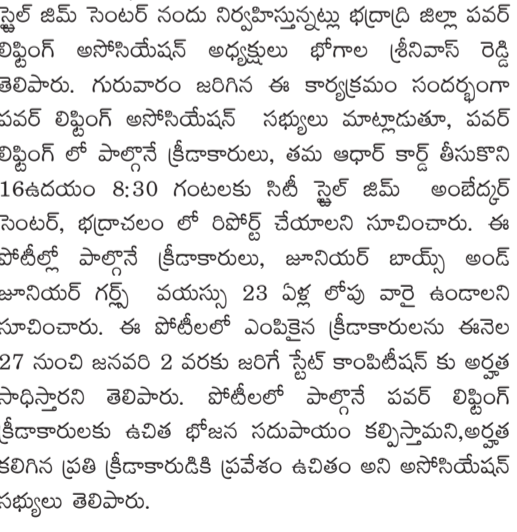 స్టైల్ జిమ్ సెంటర్ నందు నిర్వహిస్తున్నట్లు భద్రాద్రి జిల్లా పవర్
లిఫ్టింగ్ అసోసియేషన్ అధ్యక్షులు భోగాల శ్రీనివాస్ రెడ్డి
తెలిపారు. గురువారం జరిగిన ఈ కార్యక్రమం సందర్భంగా
పవర్ లిఫ్టింగ్ అసోసియేషన్ సభ్యులు మాట్లాడుతూ, పవర్
లిఫ్టింగ్ లో పాల్గొనే క్రీడాకారులు, తమ ఆధార్ కార్డ్ తీసుకొని
16ఉదయం 8:30 గంటలకు సిటీ స్టైల్ జిమ్ అంబేద్కర్
సెంటర్, భద్రాచలం లో రిపోర్ట్ చేయాలని సూచించారు. ఈ
పోటీల్లో పాల్గొనే క్రీడాకారులు, జూనియర్ బాయ్స్ అండ్
జూనియర్ గర్ల్స్ వయస్సు 23 ఏళ్ల లోపు వారై ఉండాలని
సూచించారు. ఈ పోటీలలో ఎంపికైన క్రీడాకారులను ఈనెల
27 నుంచి జనవరి 2 వరకు జరిగే స్టేట్ కాంపిటీషన్ కు అర్హత
సాధిస్తారని తెలిపారు. పోటీలలో పాల్గొనే పవర్ లిఫ్టింగ్
క్రీడాకారులకు ఉచిత భోజన సదుపాయం కల్పిస్తామని,అర్హత
కలిగిన ప్రతి క్రీడాకారుడికి ప్రవేశం ఉచితం అని అసోసియేషన్
సభ్యులు తెలిపారు.